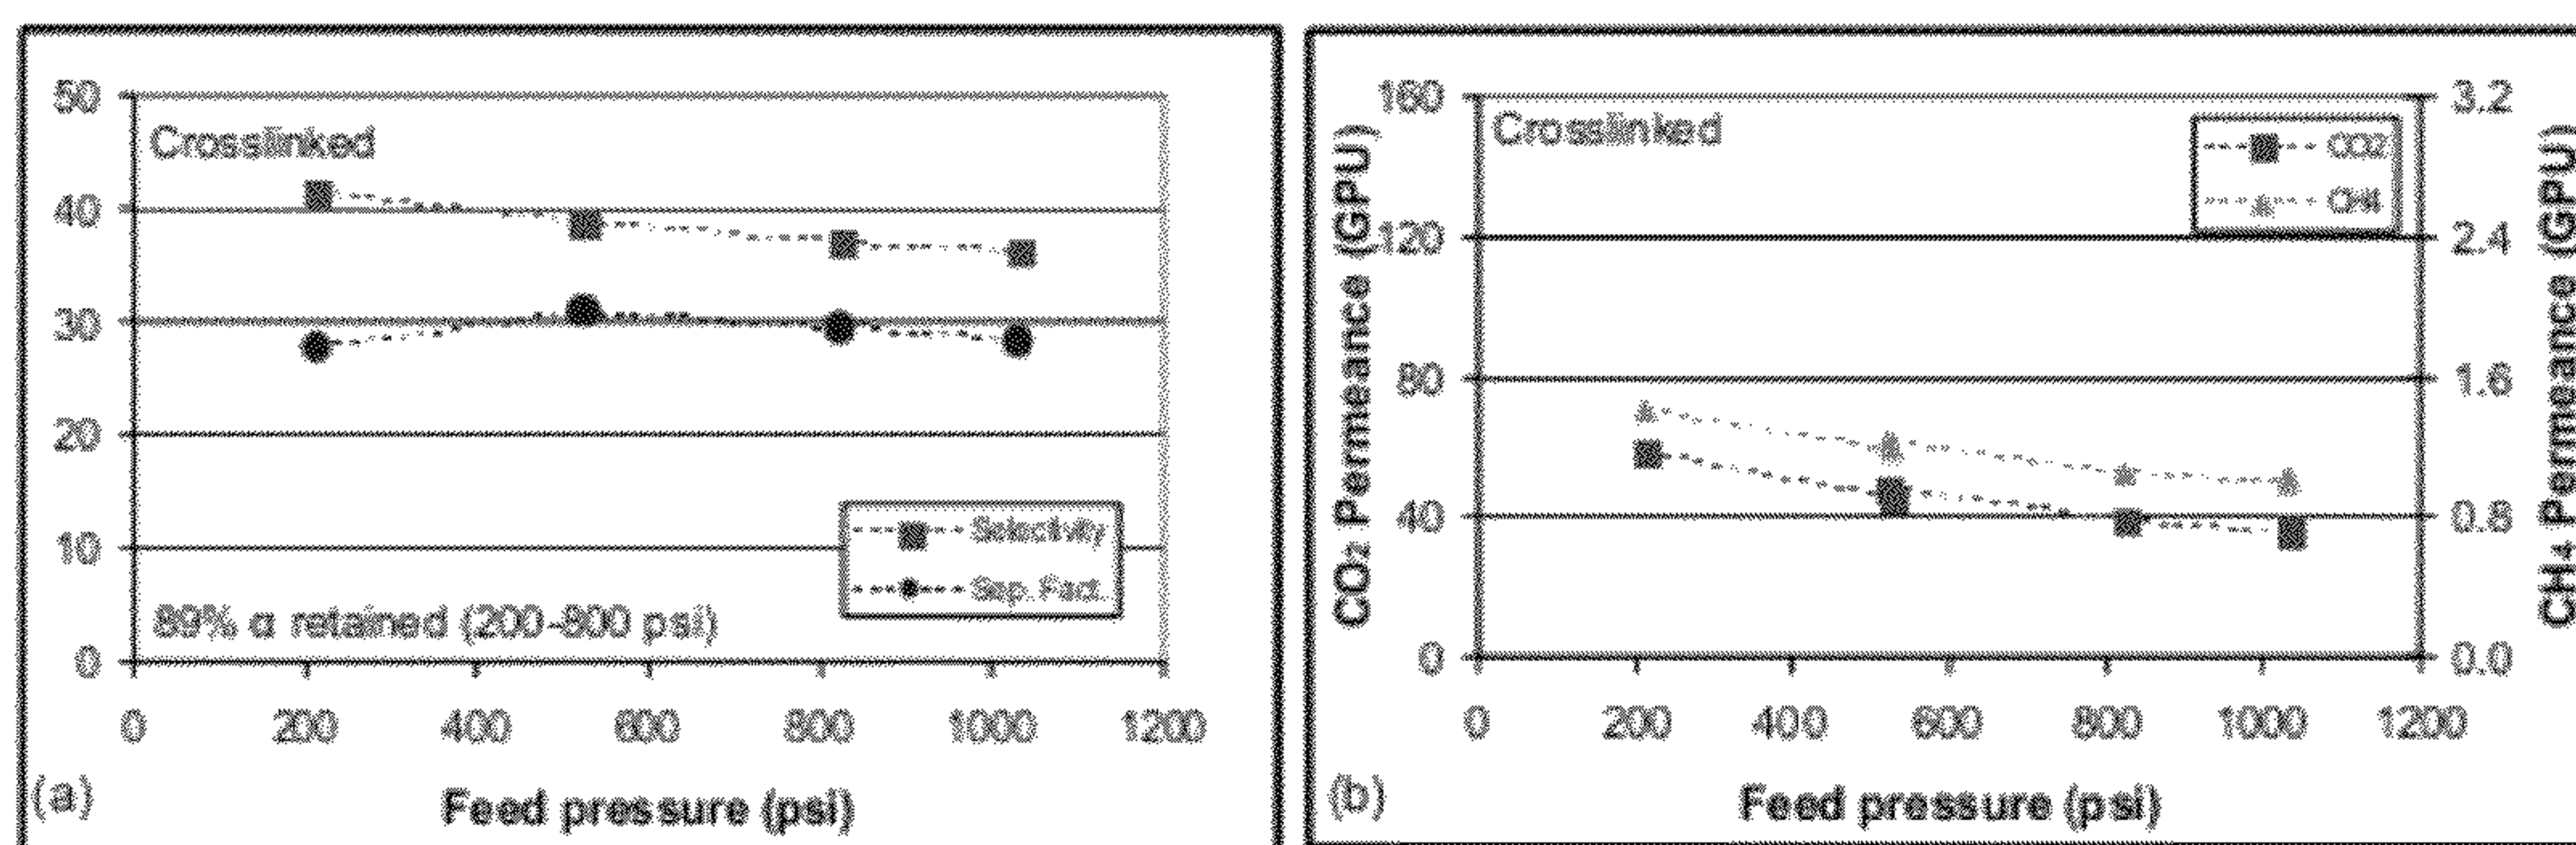 50
Crosslinked
40
30
20
10
Selectivity
Sep. Fact.
89% α retained (200-800 psi)
0
0 200 400 600 800 1000 1200
Feed pressure (psi)
(a)
CO₂ Permeance (GPU)
160
Crosslinked
CO2
CH4
120
80
40
0
3.2
2.4
1.6
0.8
0.0
CH₄ Permeance (GPU)
0 200 400 600 800 1000 1200
Feed pressure (psi)
(b)